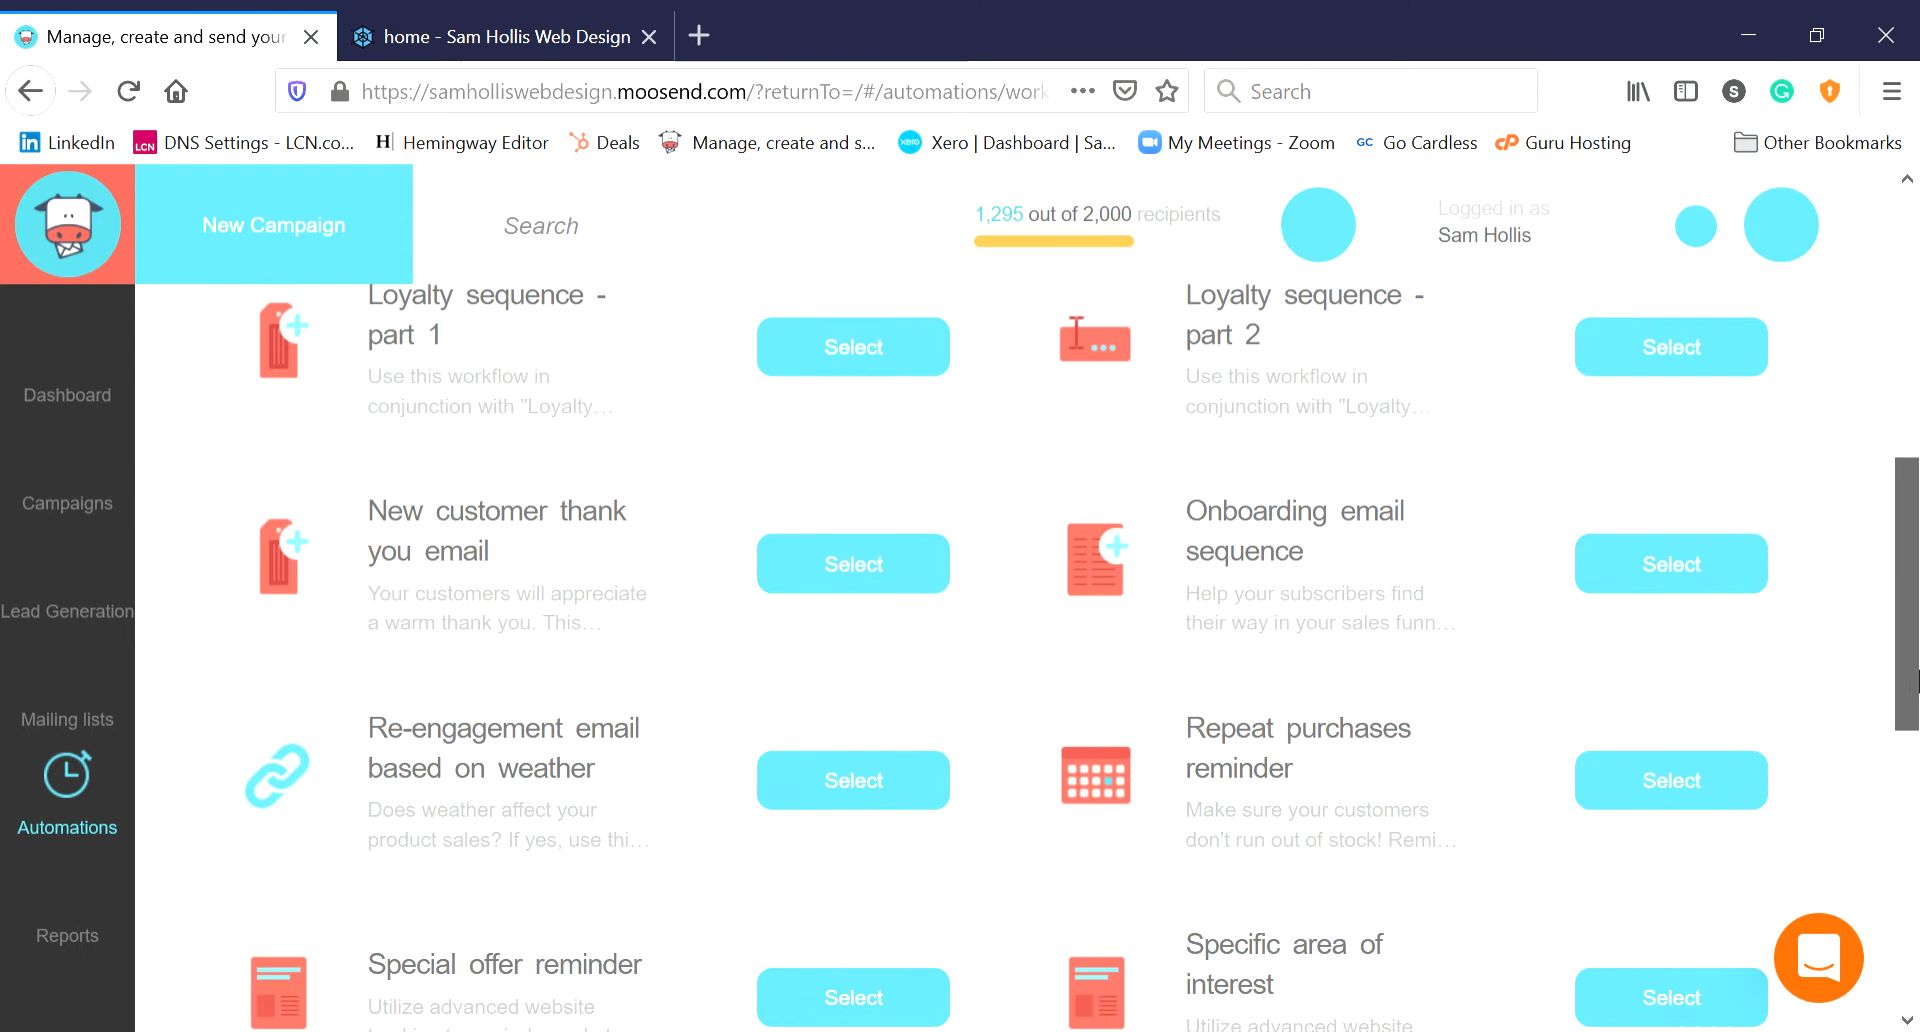 Manage, create and send your
home - Sam Hollis Web Design
https://samholliswebdesign.moosend.com/?returnTo=/#/automations/work
Search
S
G
LinkedIn
LCN
DNS Settings - LCN.co...
H
Hemingway Editor
Deals
Manage, create and s...
xero
Xero | Dashboard | Sa...
My Meetings - Zoom
GC
Go Cardless
cP
Guru Hosting
Other Bookmarks
New Campaign
Search
1,295 out of 2,000 recipients
Logged in as
Sam Hollis
Dashboard
Campaigns
Lead Generation
Mailing lists
Automations
Reports
Loyalty sequence -
part 1
Use this workflow in
conjunction with "Loyalty...
Select
Loyalty sequence -
part 2
Use this workflow in
conjunction with "Loyalty...
Select
New customer thank
you email
Your customers will appreciate
a warm thank you. This...
Select
Onboarding email
sequence
Help your subscribers find
their way in your sales funn...
Select
Re-engagement email
based on weather
Does weather affect your
product sales? If yes, use thi...
Select
Repeat purchases
reminder
Make sure your customers
don't run out of stock! Remi...
Select
Special offer reminder
Utilize advanced website
Select
Specific area of
interest
Utilize advanced website
Select